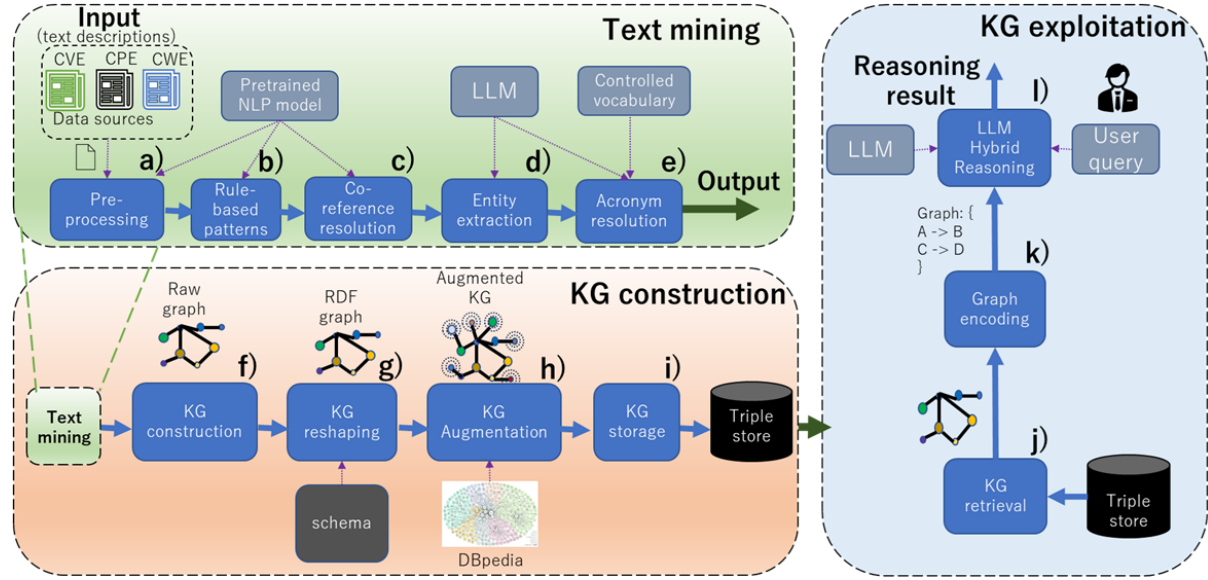 Input
(text descriptions)
CVE
CPE
CWE
Data sources
Text mining
Pretrained
NLP model
LLM
Controlled
vocabulary
a)
b)
c)
d)
e)
Pre-
processing
Rule-
based
patterns
Co-
reference
resolution
Entity
extraction
Acronym
resolution
Output
KG construction
Raw
graph
RDF
graph
Augmented
KG
f)
g)
h)
i)
Text
mining
KG
construction
KG
reshaping
KG
Augmentation
KG
storage
Triple
store
schema
DBpedia
KG exploitation
Reasoning
result
l)
LLM
LLM
Hybrid
Reasoning
User
query
Graph: {
A -> B
C -> D
}
k)
Graph
encoding
j)
KG
retrieval
Triple
store